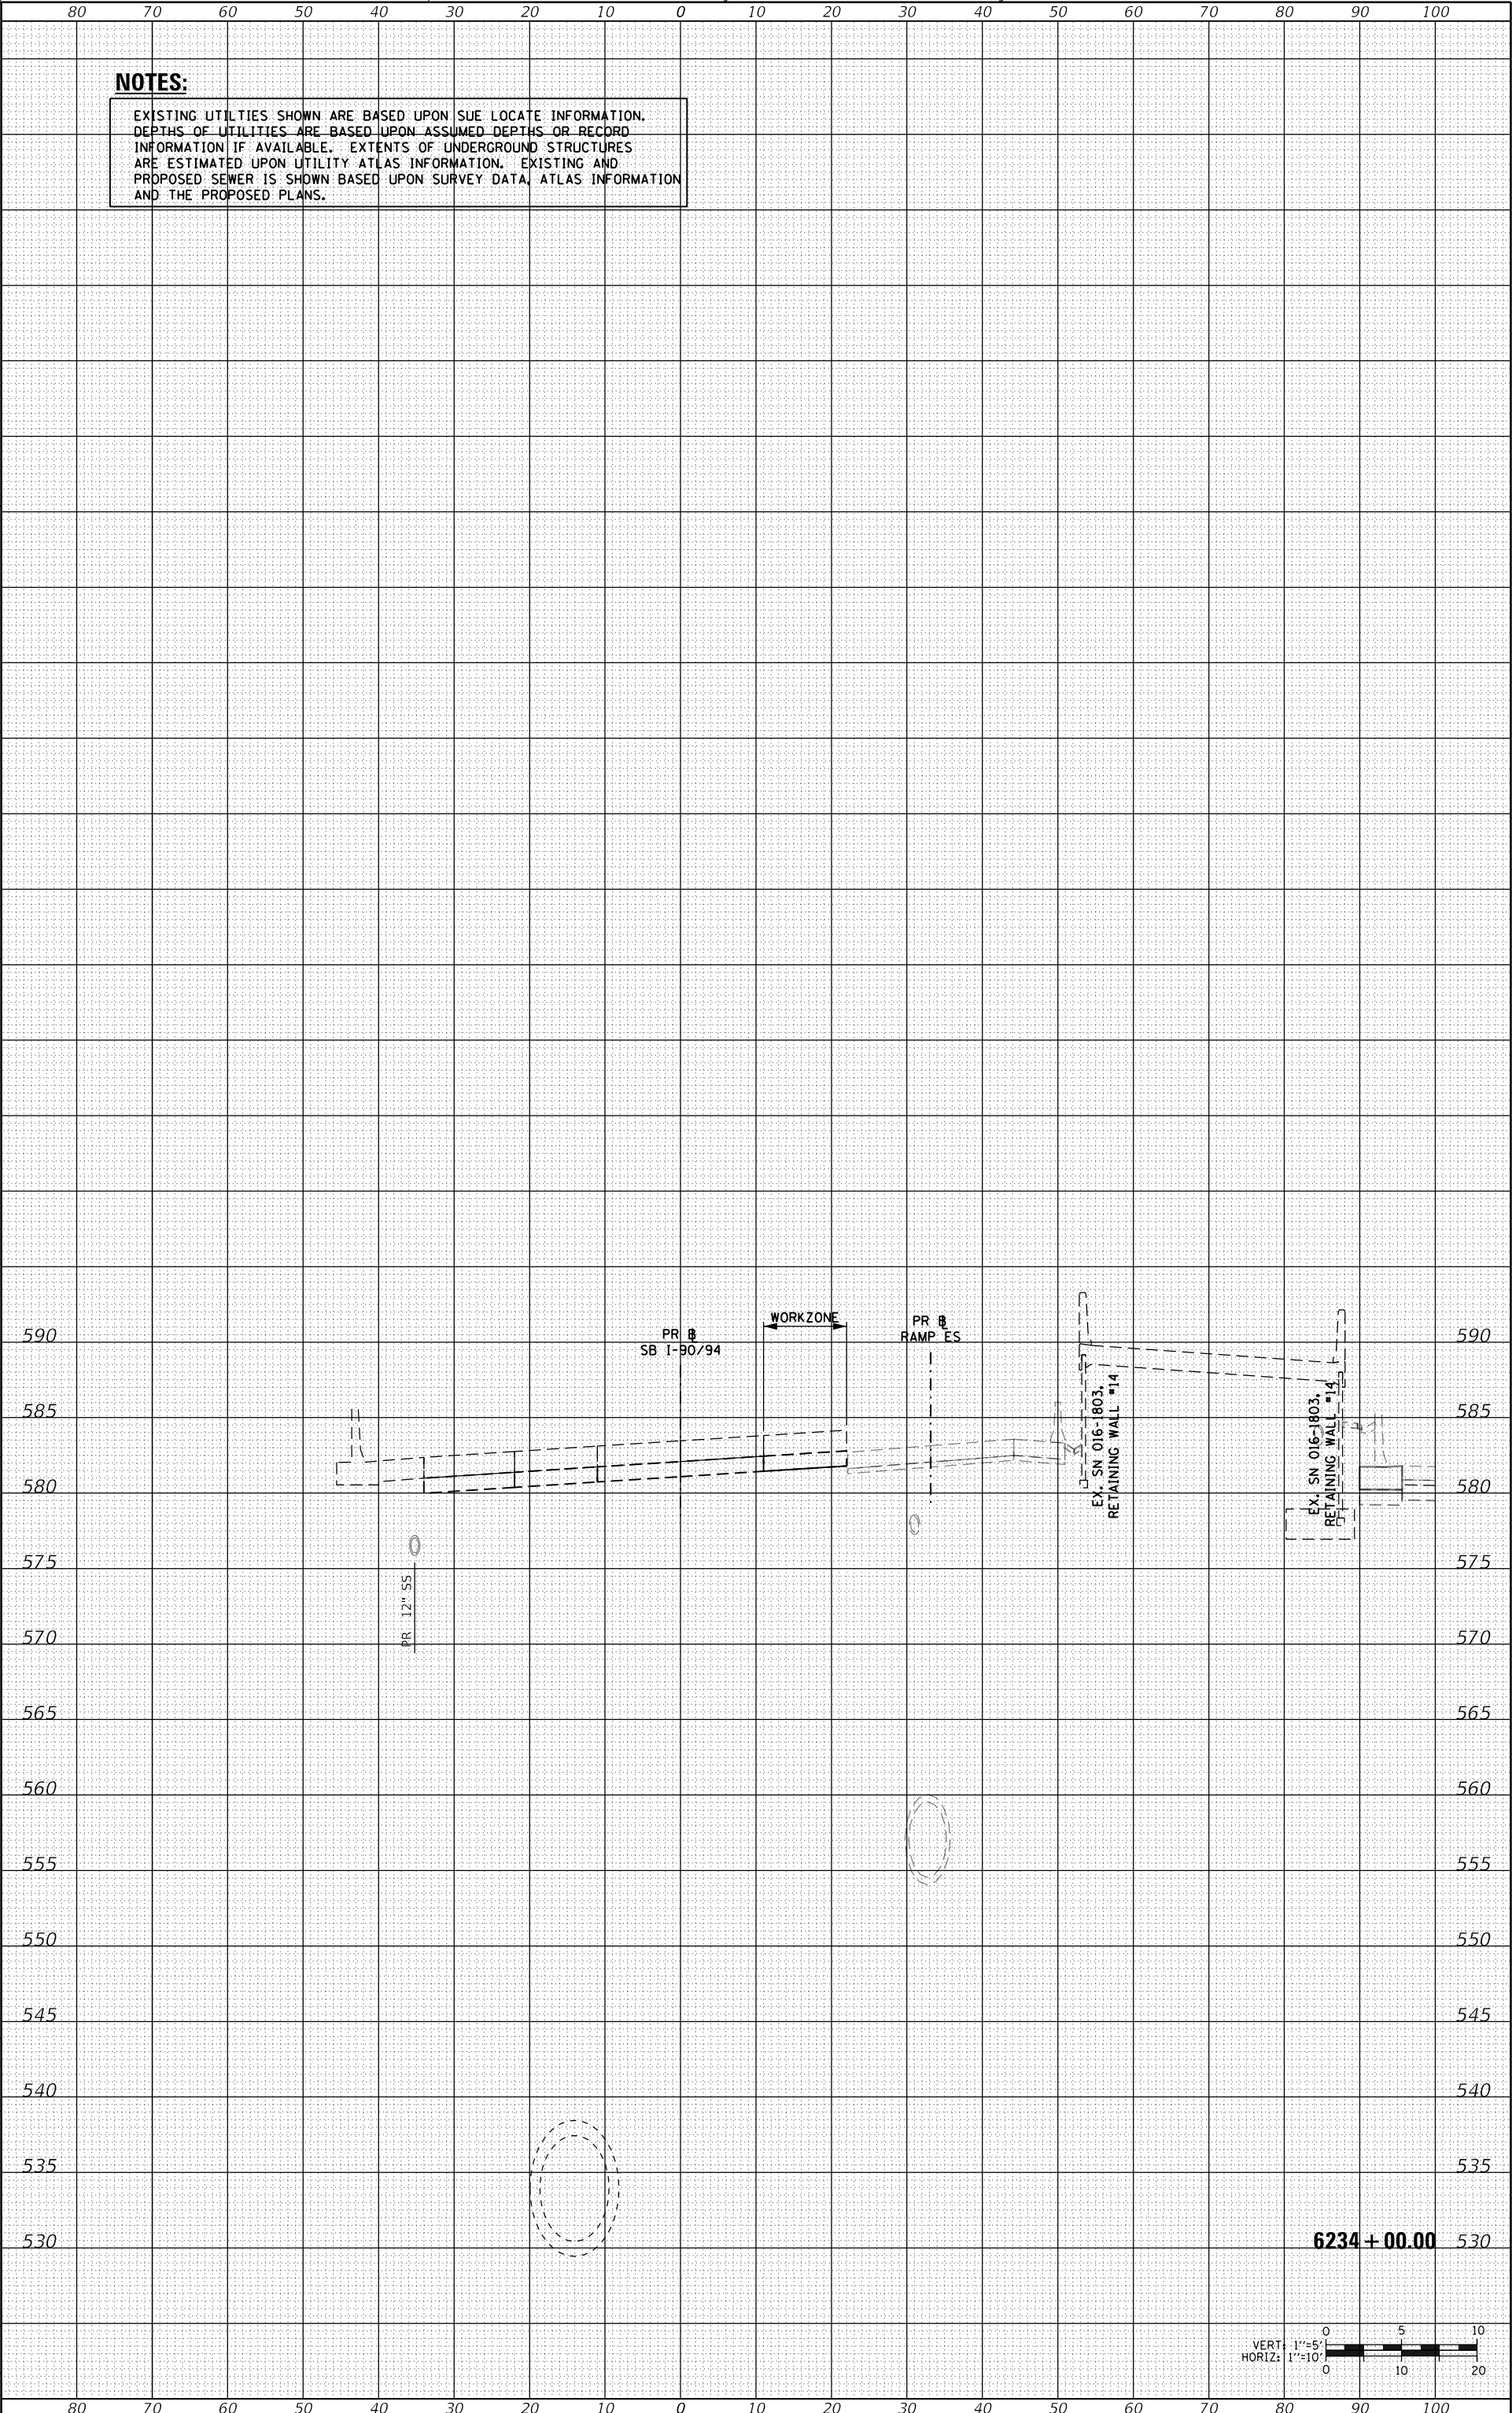 80 70 60 50 40 30 20 10 0 10 20 30 40 50 60 70 80 90 100
NOTES:
EXISTING UTILTIES SHOWN ARE BASED UPON SUE LOCATE INFORMATION.
DEPTHS OF UTILITIES ARE BASED UPON ASSUMED DEPTHS OR RECORD
INFORMATION IF AVAILABLE. EXTENTS OF UNDERGROUND STRUCTURES
ARE ESTIMATED UPON UTILITY ATLAS INFORMATION. EXISTING AND
PROPOSED SEWER IS SHOWN BASED UPON SURVEY DATA, ATLAS INFORMATION
AND THE PROPOSED PLANS.
WORKZONE
PR ℄
RAMP ES
PR ℄
SB I-90/94
590 590
585 585
EX. SN 016-1803,
RETAINING WALL #14
EX. SN 016-1803,
RETAINING WALL #14
580 580
575 575
PR 12" SS
570 570
565 565
560 560
555 555
550 550
545 545
540 540
535 535
530 6234+00.00 530
0 5 10
VERT: 1"=5'
HORIZ: 1"=10'
0 10 20
80 70 60 50 40 30 20 10 0 10 20 30 40 50 60 70 80 90 100